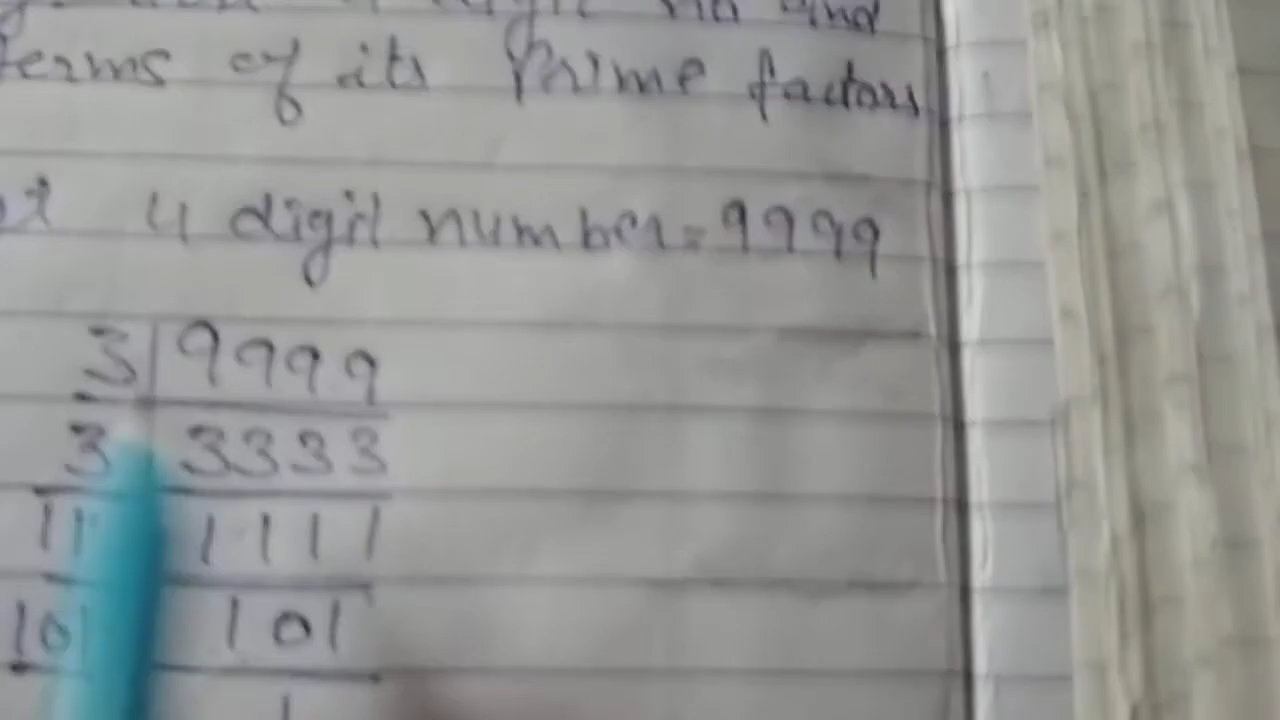 terms of its Prime factors
4 digit number = 9999
3 | 9999
3 3333
11 1111
101 101
1